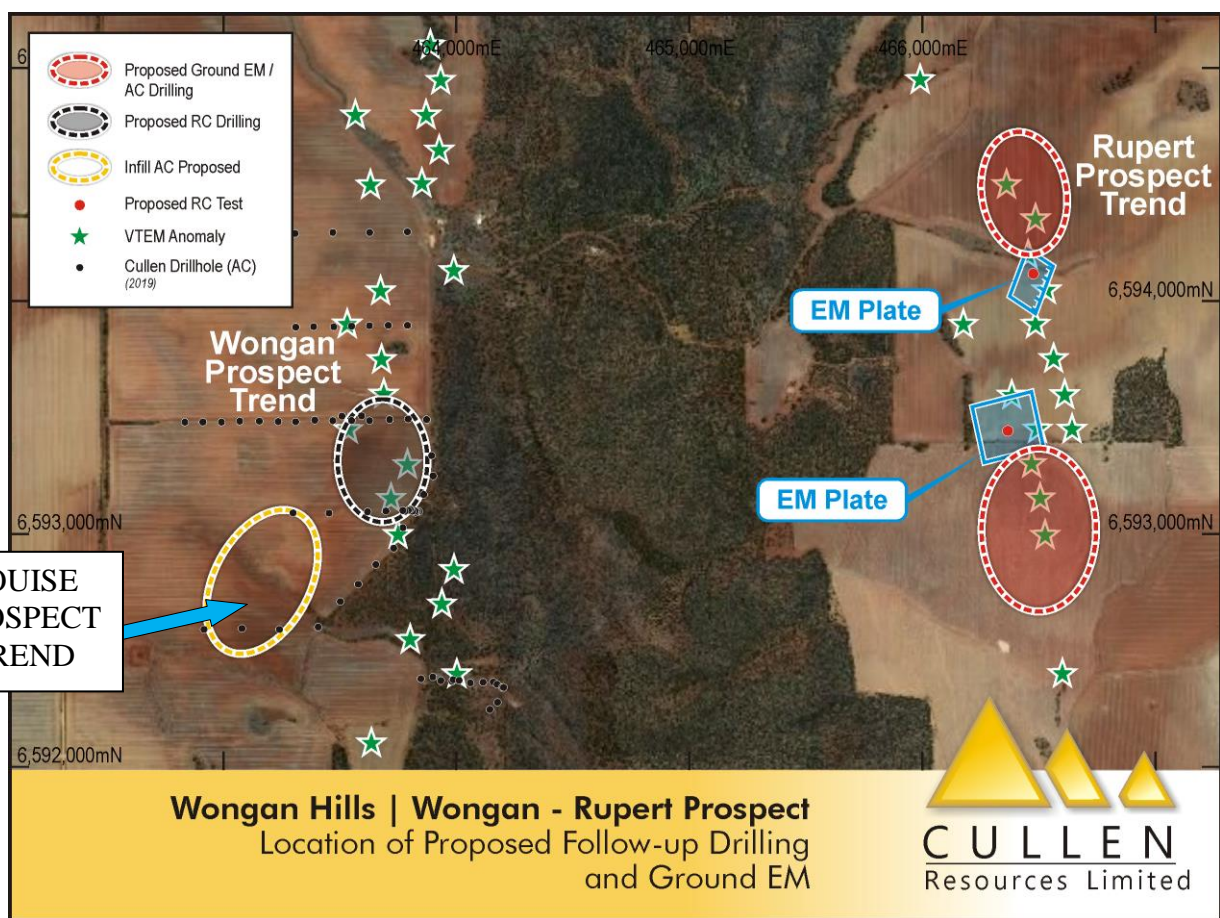 Proposed Ground EM /
AC Drilling
Proposed RC Drilling
Infill AC Proposed
Proposed RC Test
VTEM Anomaly
Cullen Drillhole (AC)
(2019)
6
464,000mE
465,000mE
466,000mE
Rupert
Prospect
Trend
EM Plate
6,594,000mN
Wongan
Prospect
Trend
EM Plate
6,593,000mN
6,593,000mN
OUISE
OSPECT
REND
6,592,000mN
Wongan Hills | Wongan - Rupert Prospect
Location of Proposed Follow-up Drilling
and Ground EM
CULLEN
Resources Limited